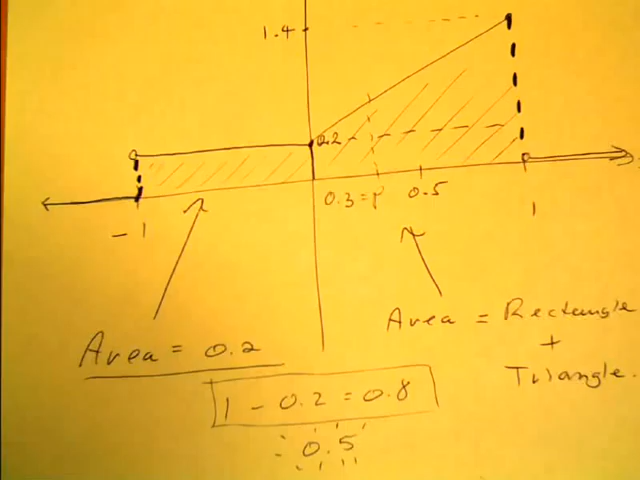 1.4
0.2
0.3 = p 0.5
-1
1
Area = 0.2
Area = Rectangle
+
Triangle.
1 - 0.2 = 0.8
0.5